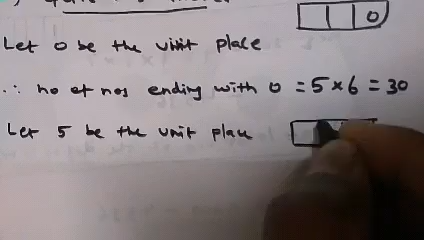 0
Let 0 be the unit place
∴ no of nos ending with 0 = 5 × 6 = 30
Let 5 be the unit place